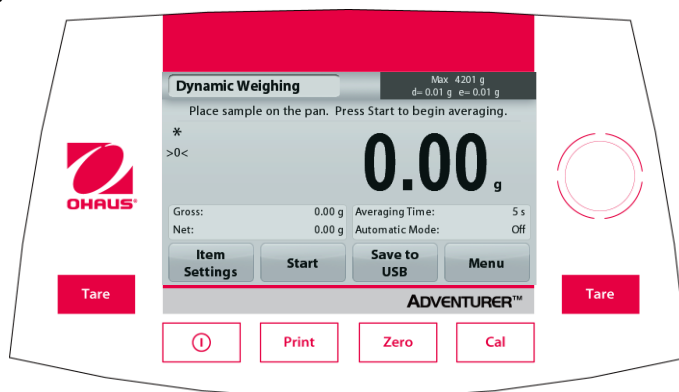 Dynamic Weighing
Max 4201 g
d= 0.01 g e= 0.01 g
Place sample on the pan. Press Start to begin averaging.
*
>0<
0.00 g
Gross: 0.00 g Averaging Time: 5 s
Net: 0.00 g Automatic Mode: Off
Item Settings
Start
Save to USB
Menu
OHAUS®
Tare
ADVENTURER™
Tare
Print
Zero
Cal